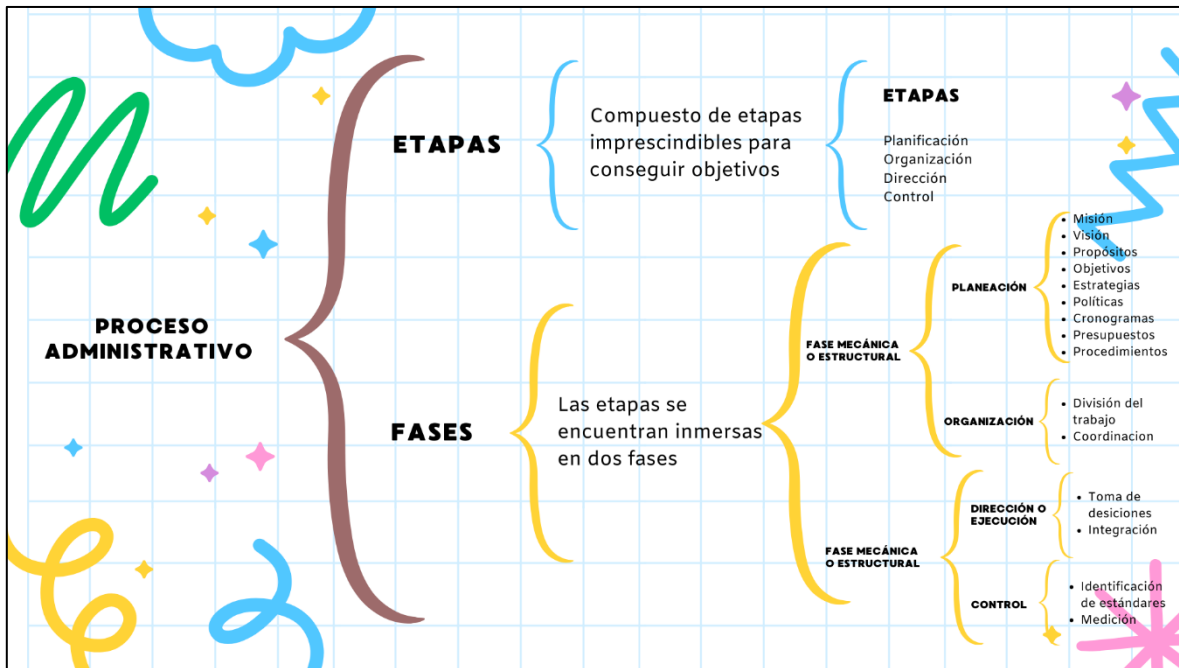 PROCESO
ADMINISTRATIVO
ETAPAS
Compuesto de etapas
imprescindibles para
conseguir objetivos
ETAPAS
Planificación
Organización
Dirección
Control
FASES
Las etapas se
encuentran inmersas
en dos fases
FASE MECÁNICA
O ESTRUCTURAL
PLANEACIÓN
• Misión
• Visión
• Propósitos
• Objetivos
• Estrategias
• Políticas
• Cronogramas
• Presupuestos
• Procedimientos
ORGANIZACIÓN
• División del
trabajo
• Coordinacion
FASE MECÁNICA
O ESTRUCTURAL
DIRECCIÓN O
EJECUCIÓN
• Toma de
desiciones
• Integración
CONTROL
• Identificación
de estándares
• Medición